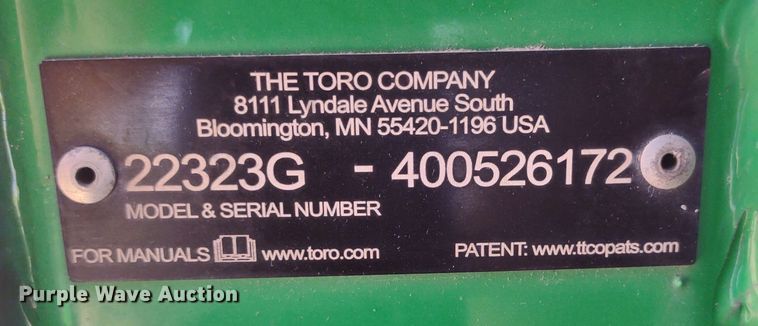 THE TORO COMPANY
8111 Lyndale Avenue South
Bloomington, MN 55420-1196 USA
22323G - 400526172
MODEL & SERIAL NUMBER
FOR MANUALS www.toro.com
PATENT: www.ttcopats.com
Purple Wave Auction